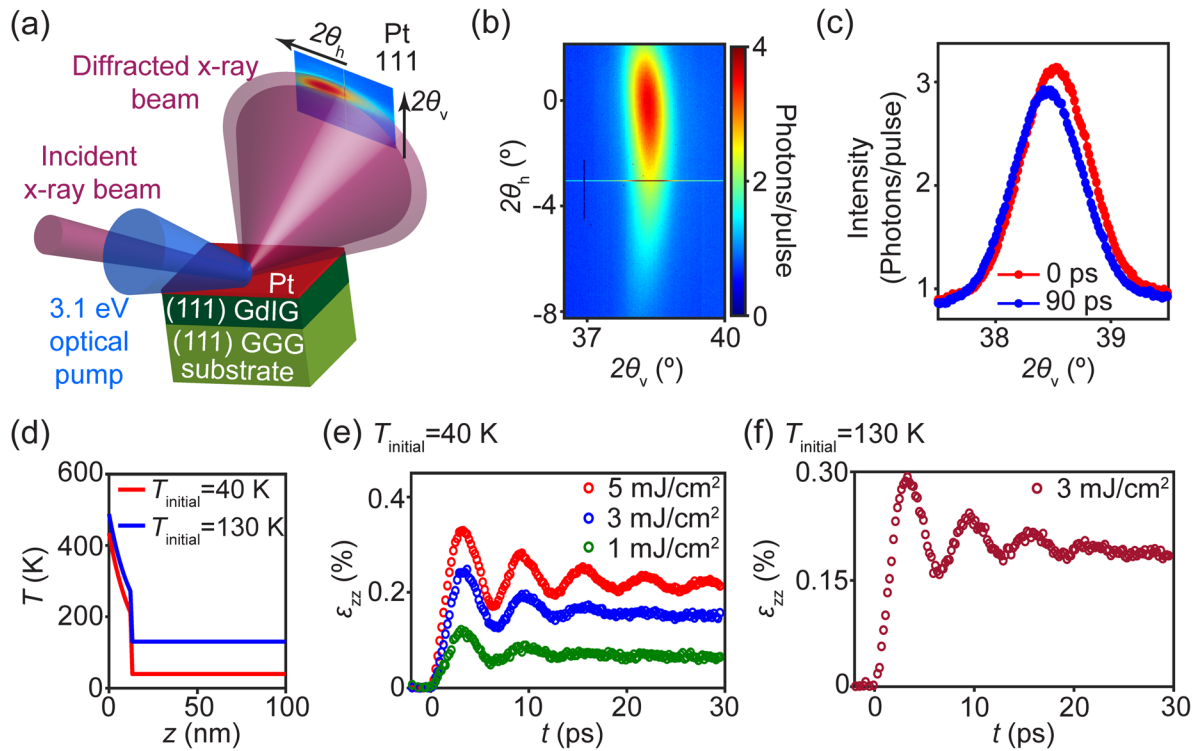 (a)
2θh
Pt
111
Diffracted x-ray
beam
2θv
Incident
x-ray beam
3.1 eV
optical
pump
Pt
(111) GdIG
(111) GGG
substrate
(b)
0
-4
-8
2θh (º)
37
40
2θv (º)
4
2
0
Photons/pulse
(c)
3
2
1
Intensity
(Photons/pulse)
0 ps
90 ps
38
39
2θv (º)
(d)
600
400
200
0
T (K)
Tinitial=40 K
Tinitial=130 K
0
50
100
z (nm)
(e) Tinitial=40 K
0.4
0.2
0
εzz (%)
5 mJ/cm²
3 mJ/cm²
1 mJ/cm²
0
10
20
30
t (ps)
(f) Tinitial=130 K
0.30
0.15
0
εzz (%)
3 mJ/cm²
0
10
20
30
t (ps)